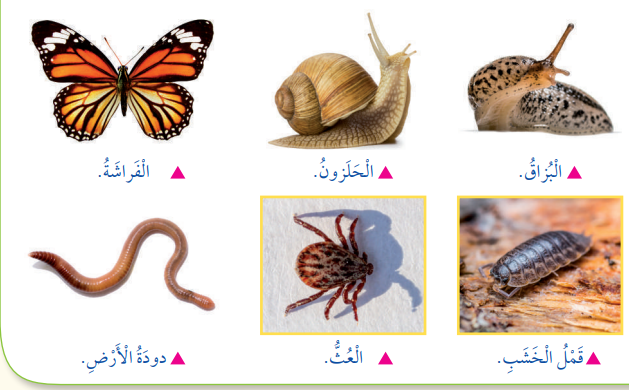 ▲ الْبُزاقُ.
▲ الْحَلَزونُ.
▲ الْفَراشَةُ.
▲ قَمْلُ الْخَشَبِ.
▲ الْعُثُّ.
▲ دودَةُ الْأَرْضِ.